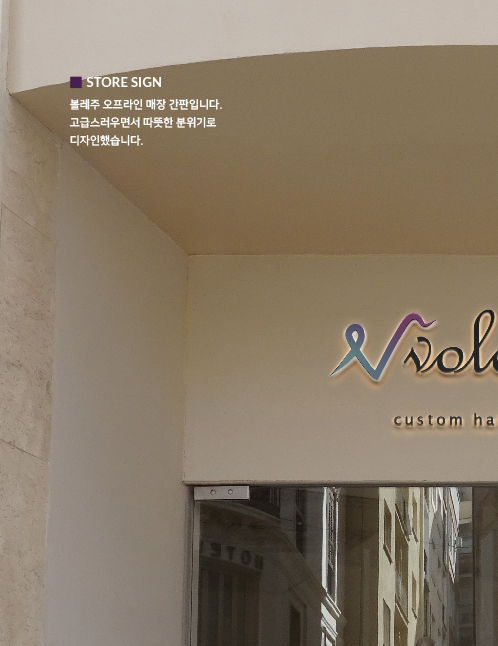 STORE SIGN
볼레주 오프라인 매장 간판입니다.
고급스러우면서 따뜻한 분위기로
디자인했습니다.
vol
custom ha